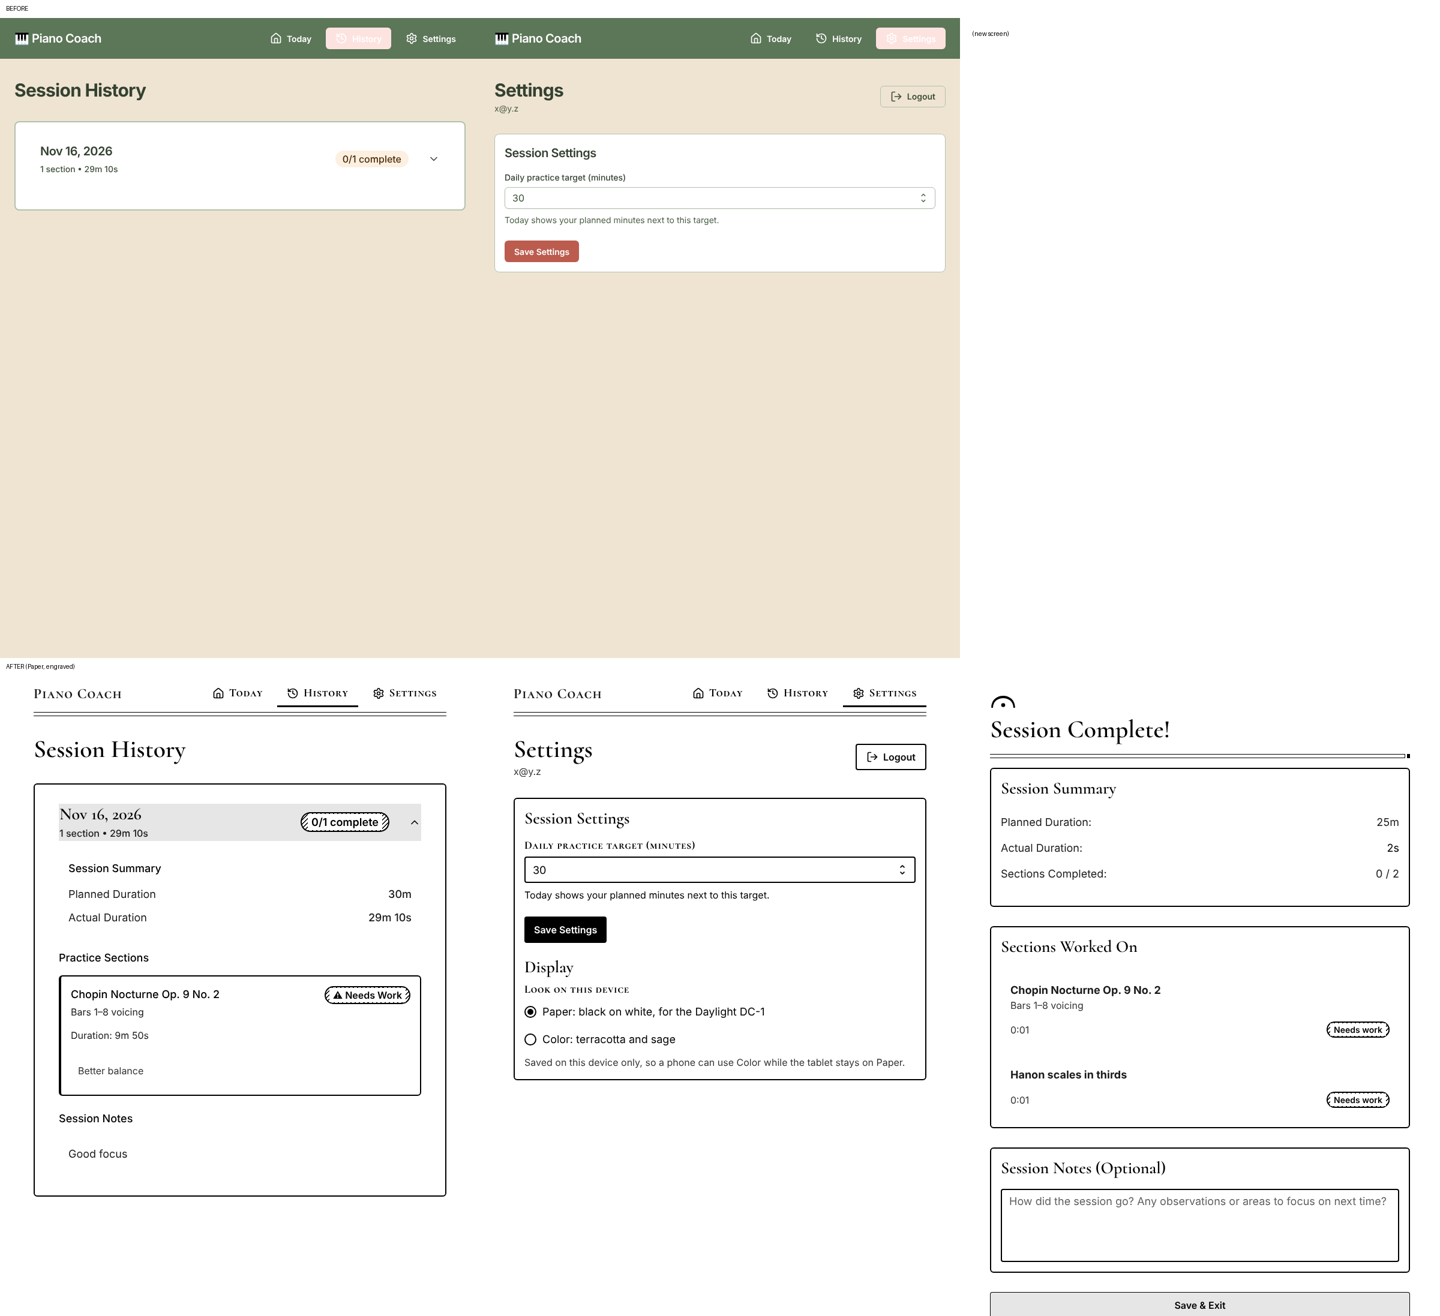 BEFORE
Piano Coach
Today
History
Settings
Session History
Nov 16, 2026
1 section • 29m 10s
0/1 complete
Piano Coach
Today
History
Settings
Settings
x@y.z
Logout
Session Settings
Daily practice target (minutes)
30
Today shows your planned minutes next to this target.
Save Settings
(new screen)
AFTER (Paper, engraved)
Piano Coach
Today
History
Settings
Session History
Nov 16, 2026
1 section • 29m 10s
0/1 complete
Session Summary
Planned Duration 30m
Actual Duration 29m 10s
Practice Sections
Chopin Nocturne Op. 9 No. 2
Needs Work
Bars 1–8 voicing
Duration: 9m 50s
Better balance
Session Notes
Good focus
Piano Coach
Today
History
Settings
Settings
x@y.z
Logout
Session Settings
Daily practice target (minutes)
30
Today shows your planned minutes next to this target.
Save Settings
Display
Look on this device
Paper: black on white, for the Daylight DC-1
Color: terracotta and sage
Saved on this device only, so a phone can use Color while the tablet stays on Paper.
Session Complete!
Session Summary
Planned Duration: 25m
Actual Duration: 2s
Sections Completed: 0 / 2
Sections Worked On
Chopin Nocturne Op. 9 No. 2
Bars 1–8 voicing
0:01 Needs work
Hanon scales in thirds
0:01 Needs work
Session Notes (Optional)
How did the session go? Any observations or areas to focus on next time?
Save & Exit